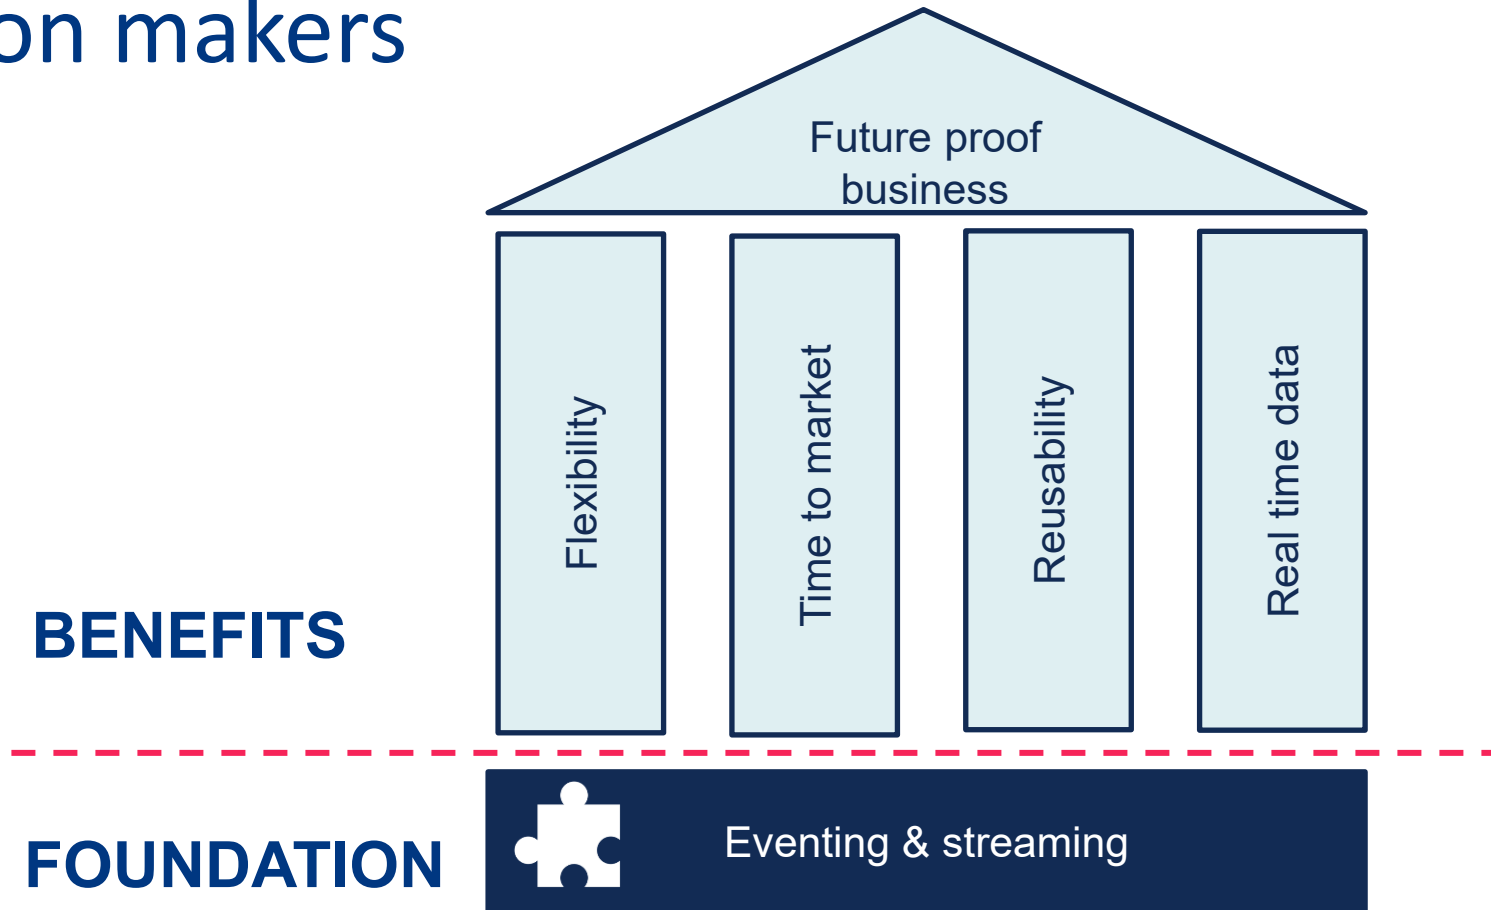 on makers
Future proof
business
Flexibility
Time to market
Reusability
Real time data
BENEFITS
FOUNDATION
Eventing & streaming